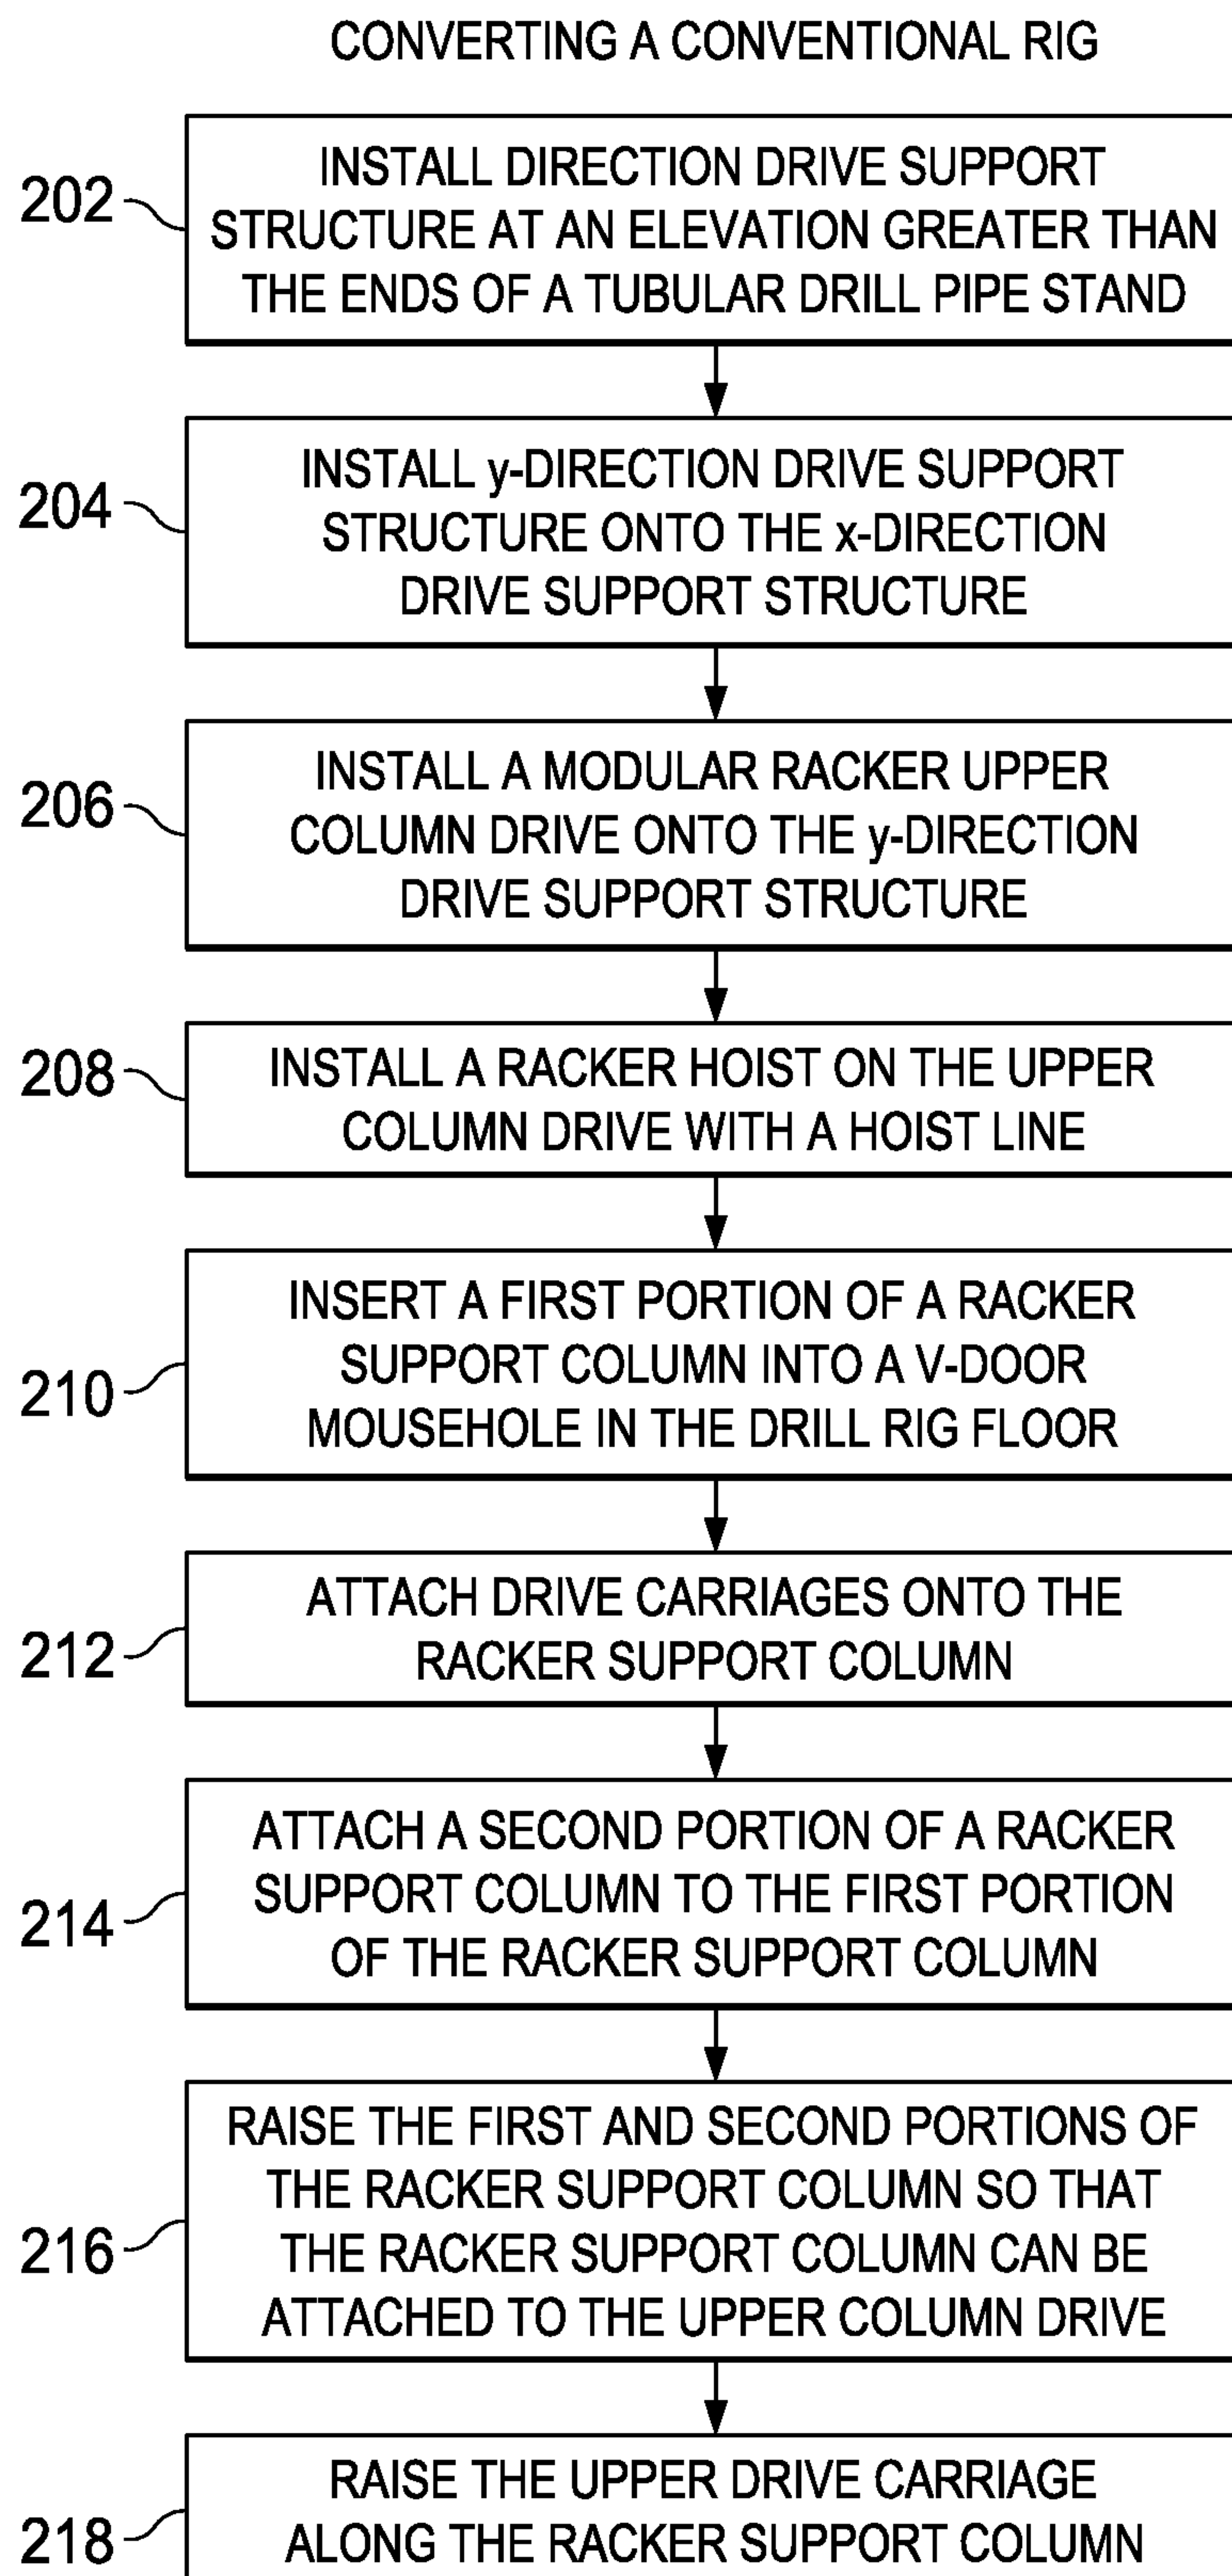 CONVERTING A CONVENTIONAL RIG
202
INSTALL DIRECTION DRIVE SUPPORT
STRUCTURE AT AN ELEVATION GREATER THAN
THE ENDS OF A TUBULAR DRILL PIPE STAND
204
INSTALL y-DIRECTION DRIVE SUPPORT
STRUCTURE ONTO THE x-DIRECTION
DRIVE SUPPORT STRUCTURE
206
INSTALL A MODULAR RACKER UPPER
COLUMN DRIVE ONTO THE y-DIRECTION
DRIVE SUPPORT STRUCTURE
208
INSTALL A RACKER HOIST ON THE UPPER
COLUMN DRIVE WITH A HOIST LINE
210
INSERT A FIRST PORTION OF A RACKER
SUPPORT COLUMN INTO A V-DOOR
MOUSEHOLE IN THE DRILL RIG FLOOR
212
ATTACH DRIVE CARRIAGES ONTO THE
RACKER SUPPORT COLUMN
214
ATTACH A SECOND PORTION OF A RACKER
SUPPORT COLUMN TO THE FIRST PORTION
OF THE RACKER SUPPORT COLUMN
216
RAISE THE FIRST AND SECOND PORTIONS OF
THE RACKER SUPPORT COLUMN SO THAT
THE RACKER SUPPORT COLUMN CAN BE
ATTACHED TO THE UPPER COLUMN DRIVE
218
RAISE THE UPPER DRIVE CARRIAGE
ALONG THE RACKER SUPPORT COLUMN